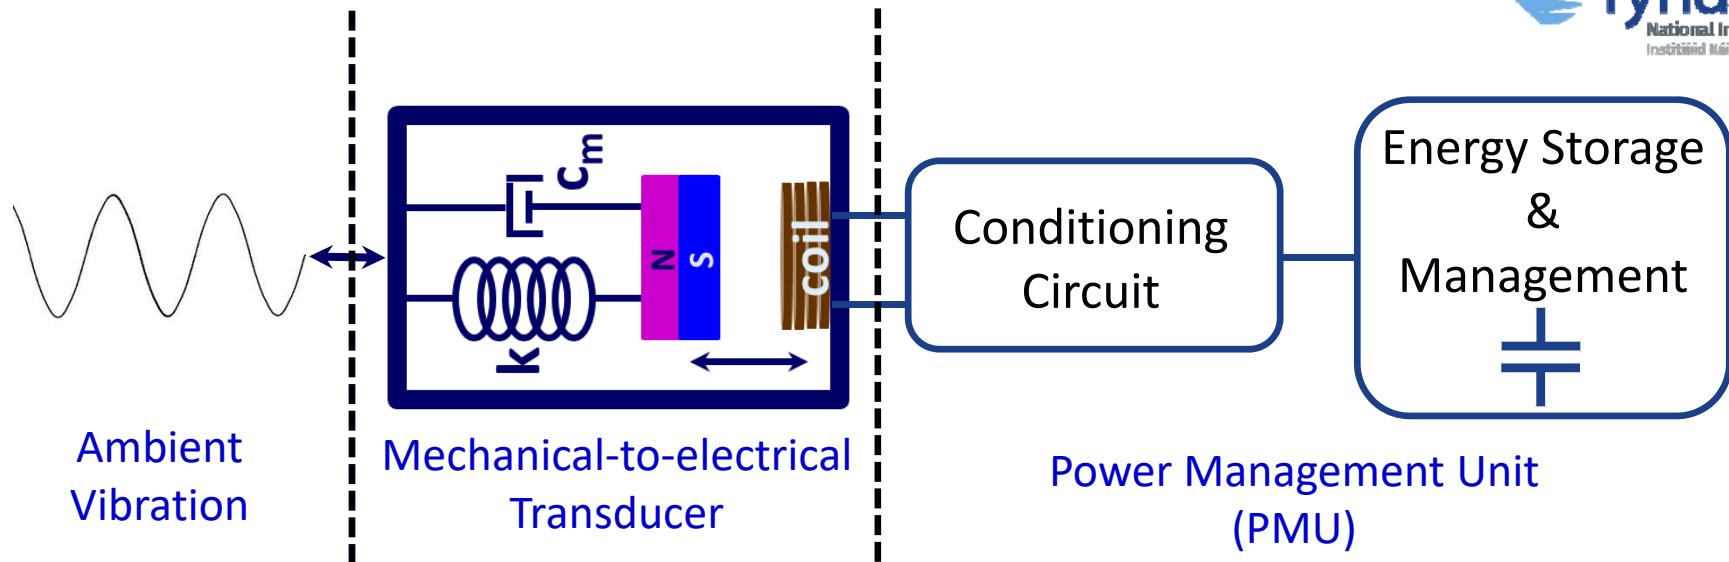 National
Cm
k
N
S
coil
Conditioning
Circuit
Energy Storage
&
Management
Ambient
Vibration
Mechanical-to-electrical
Transducer
Power Management Unit
(PMU)